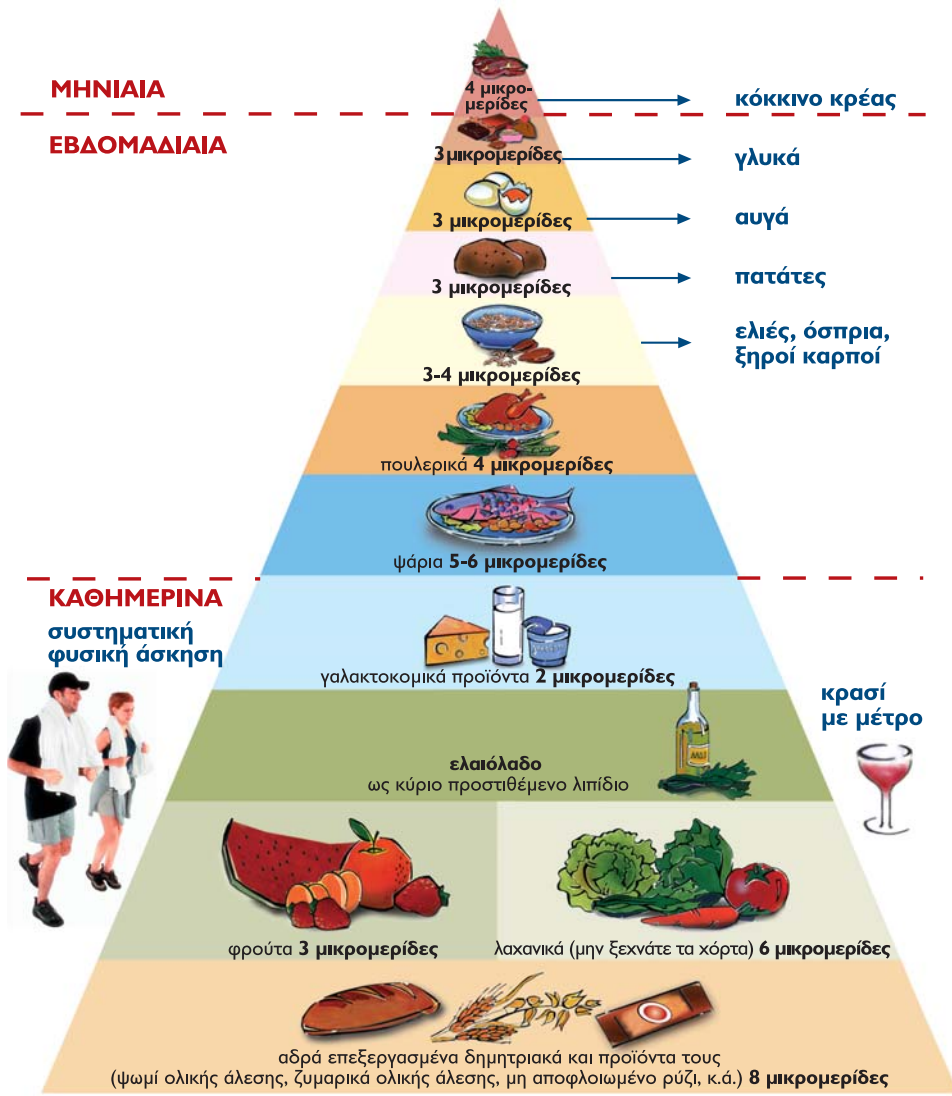 ΜΗΝΙΑΙΑ
4 μικρο-
μερίδες
κόκκινο κρέας
ΕΒΔΟΜΑΔΙΑΙΑ
3 μικρομερίδες
γλυκά
3 μικρομερίδες
αυγά
3 μικρομερίδες
πατάτες
ελιές, όσπρια,
ξηροί καρποί
3-4 μικρομερίδες
πουλερικά 4 μικρομερίδες
ψάρια 5-6 μικρομερίδες
ΚΑΘΗΜΕΡΙΝΑ
συστηματική
φυσική άσκηση
γαλακτοκομικά προϊόντα 2 μικρομερίδες
κρασί
με μέτρο
ελαιόλαδο
ως κύριο προστιθέμενο λιπίδιο
φρούτα 3 μικρομερίδες
λαχανικά (μην ξεχνάτε τα χόρτα) 6 μικρομερίδες
αδρά επεξεργασμένα δημητριακά και προϊόντα τους
(ψωμί ολικής άλεσης, ζυμαρικά ολικής άλεσης, μη αποφλοιωμένο ρύζι, κ.ά.) 8 μικρομερίδες